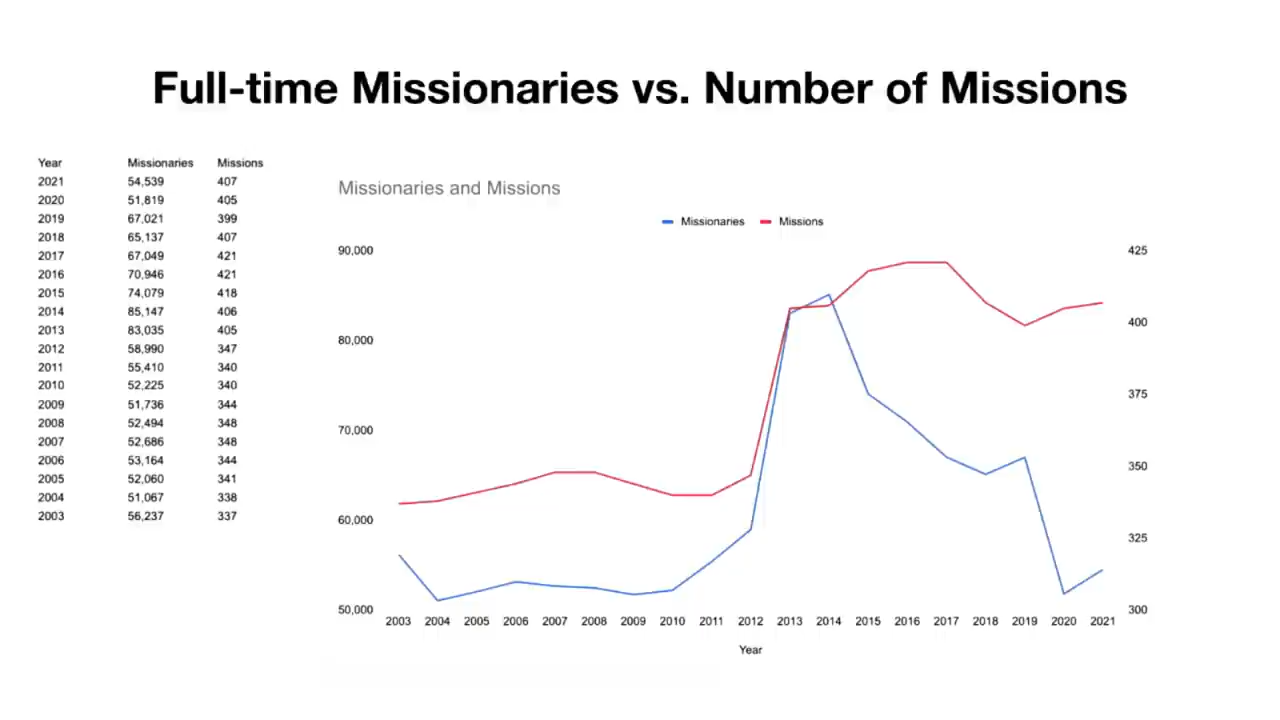 Full-time Missionaries vs. Number of Missions
Year Missionaries Missions
2021 54,539 407
2020 51,819 405
2019 67,021 399
2018 65,137 407
2017 67,049 421
2016 70,946 421
2015 74,079 418
2014 85,147 406
2013 83,035 405
2012 58,990 347
2011 55,410 340
2010 52,225 340
2009 51,736 344
2008 52,494 348
2007 52,686 348
2006 53,164 344
2005 52,060 341
2004 51,067 338
2003 56,237 337
Missionaries and Missions
Missionaries Missions
90,000 425
80,000 400
70,000 375
60,000 350
50,000 325
300
2003 2004 2005 2006 2007 2008 2009 2010 2011 2012 2013 2014 2015 2016 2017 2018 2019 2020 2021
Year